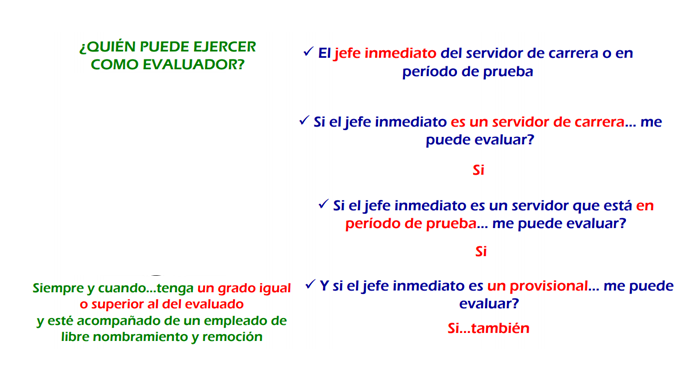 ¿QUIÉN PUEDE EJERCER
COMO EVALUADOR?
✓ El jefe inmediato del servidor de carrera o en
período de prueba
✓ Si el jefe inmediato es un servidor de carrera... me
puede evaluar?
Si
✓ Si el jefe inmediato es un servidor que está en
período de prueba... me puede evaluar?
Si
✓ Y si el jefe inmediato es un provisional... me puede
evaluar?
Si...también
Siempre y cuando...tenga un grado igual
o superior al del evaluado
y esté acompañado de un empleado de
libre nombramiento y remoción